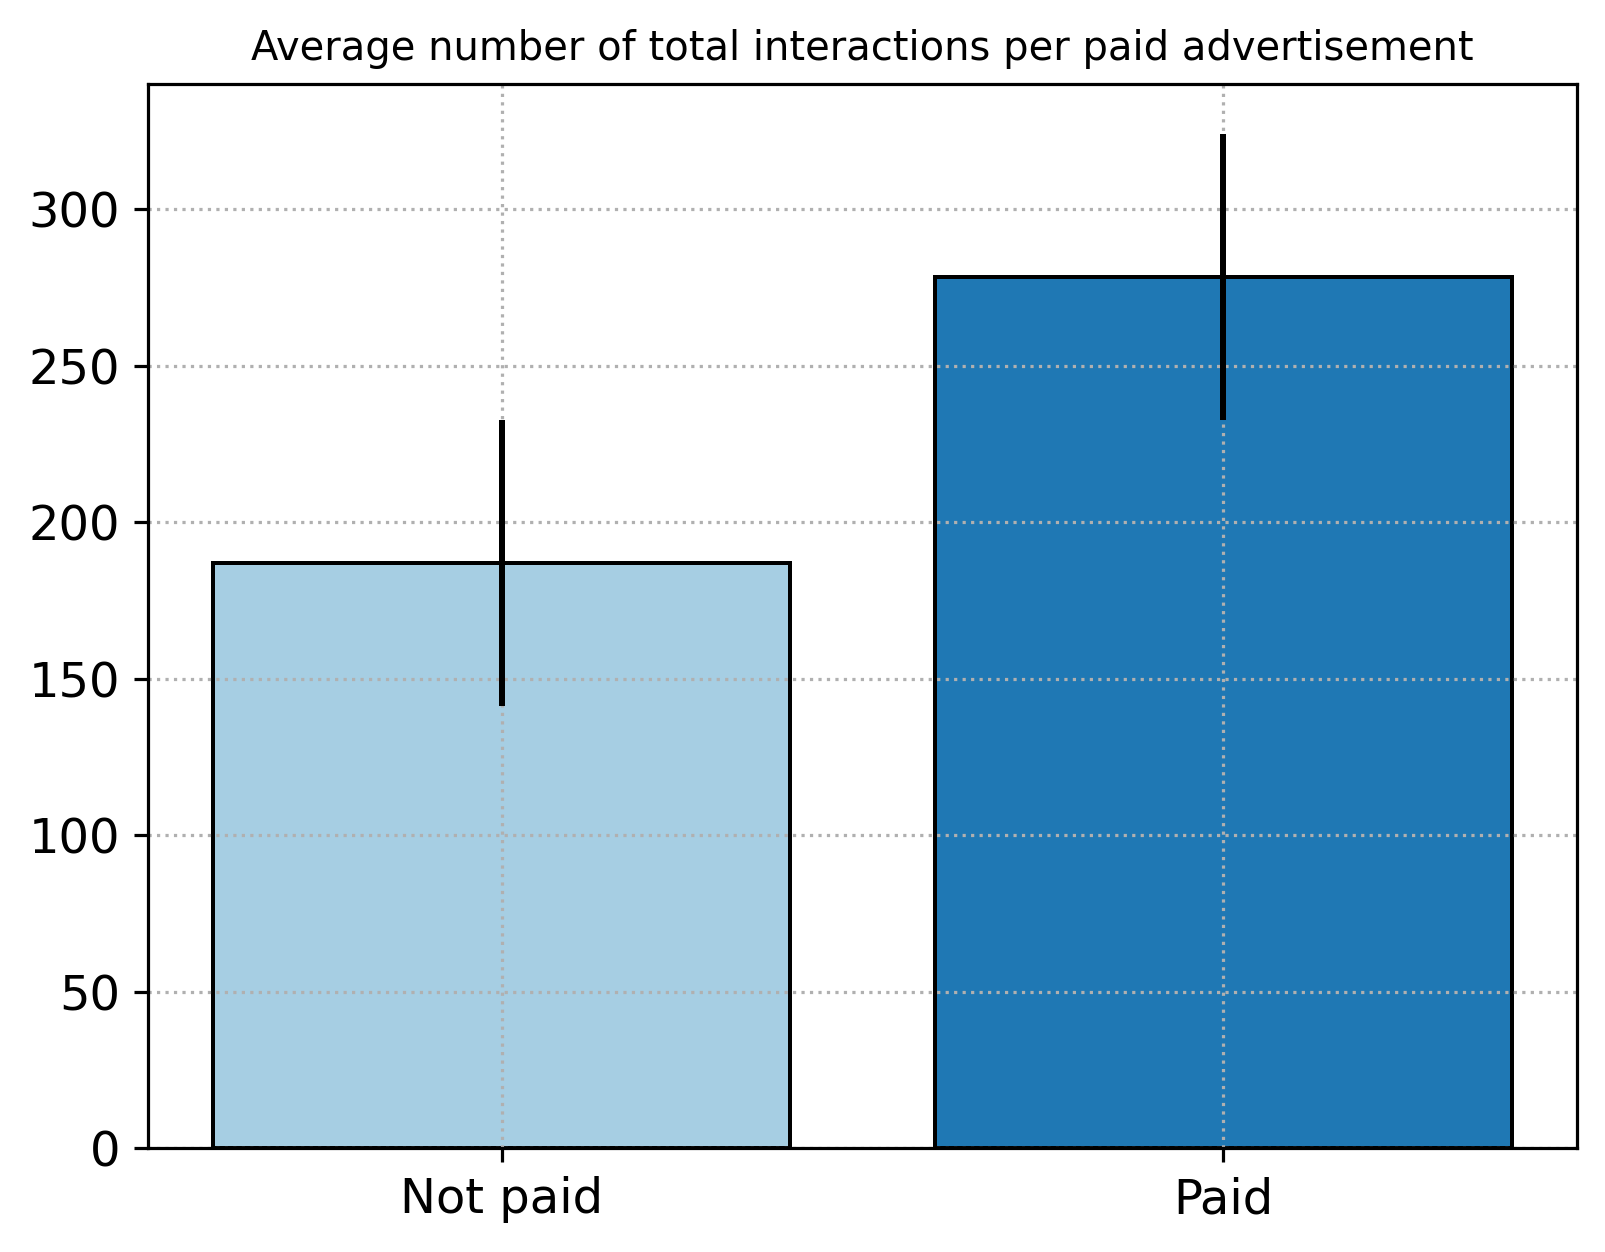 Average number of total interactions per paid advertisement
300
250
200
150
100
50
0
Not paid
Paid